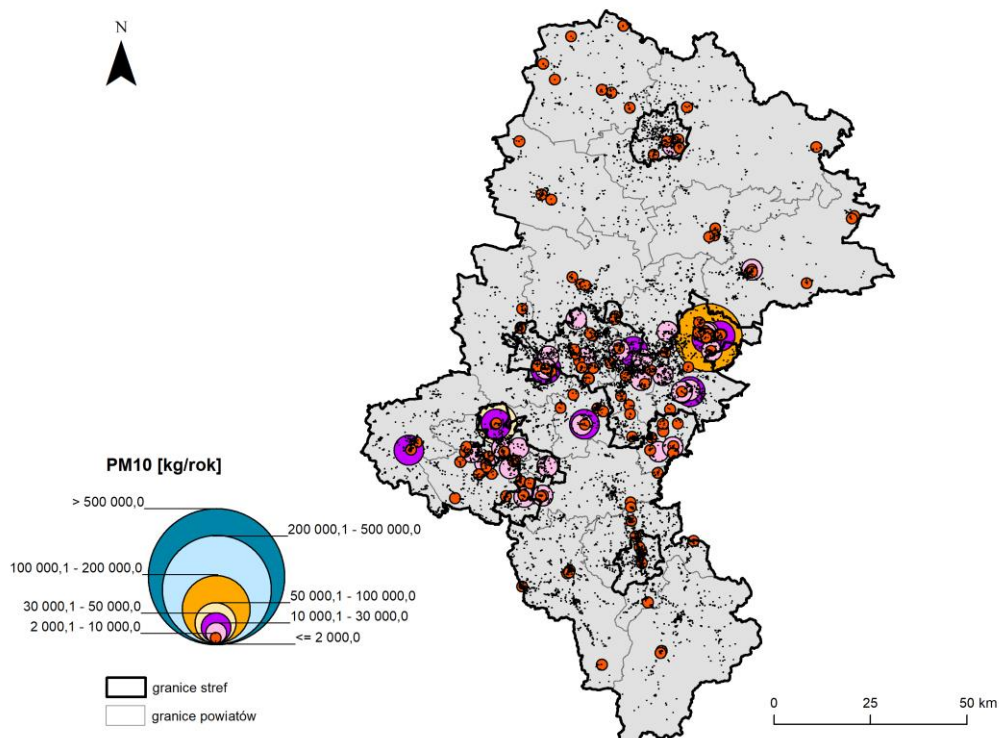 N
PM10 [kg/rok]
> 500 000,0
200 000,1 - 500 000,0
100 000,1 - 200 000,0
50 000,1 - 100 000,0
30 000,1 - 50 000,0
10 000,1 - 30 000,0
2 000,1 - 10 000,0
<= 2 000,0
granice stref
granice powiatów
0 25 50 km